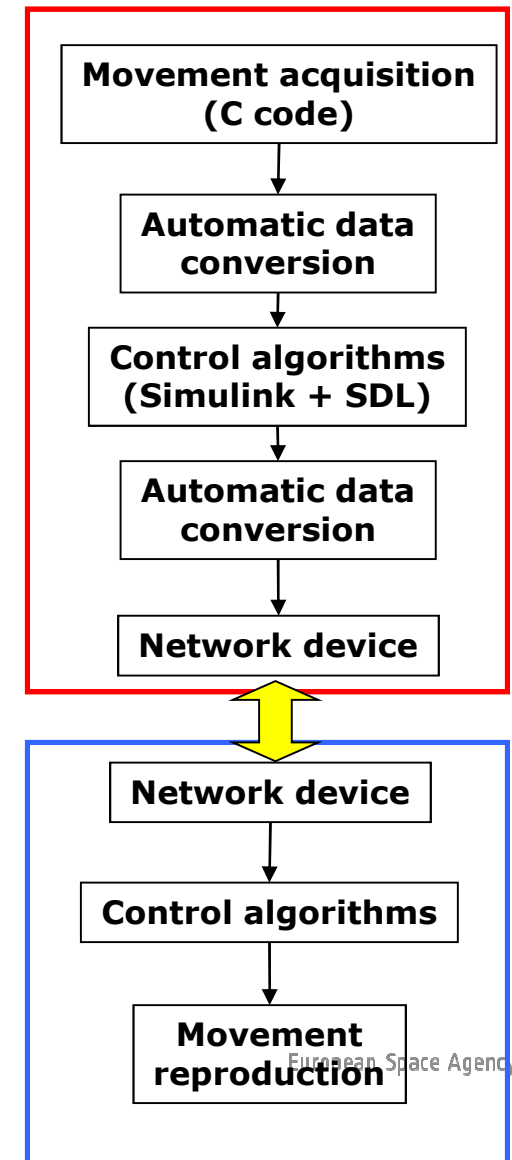 Movement acquisition
(C code)
Automatic data
conversion
Control algorithms
(Simulink + SDL)
Automatic data
conversion
Network device
Network device
Control algorithms
Movement
reproduction
European Space Agenc